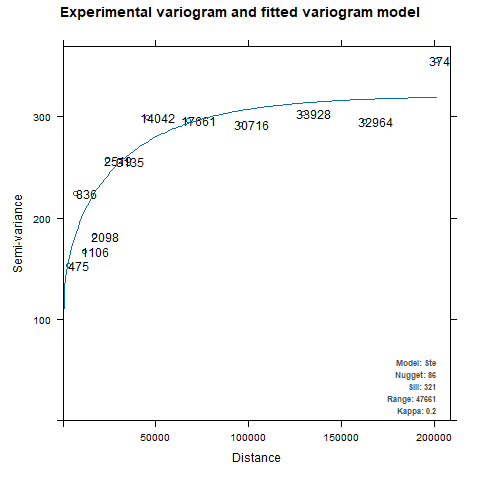 Experimental variogram and fitted variogram model
374
300
14042
17661
30716
33928
32964
2519
3135
836
200
2098
1106
475
Semi-variance
100
Model: Ste
Nugget: 86
Sill: 321
Range: 47661
Kappa: 0.2
50000 100000 150000 200000
Distance